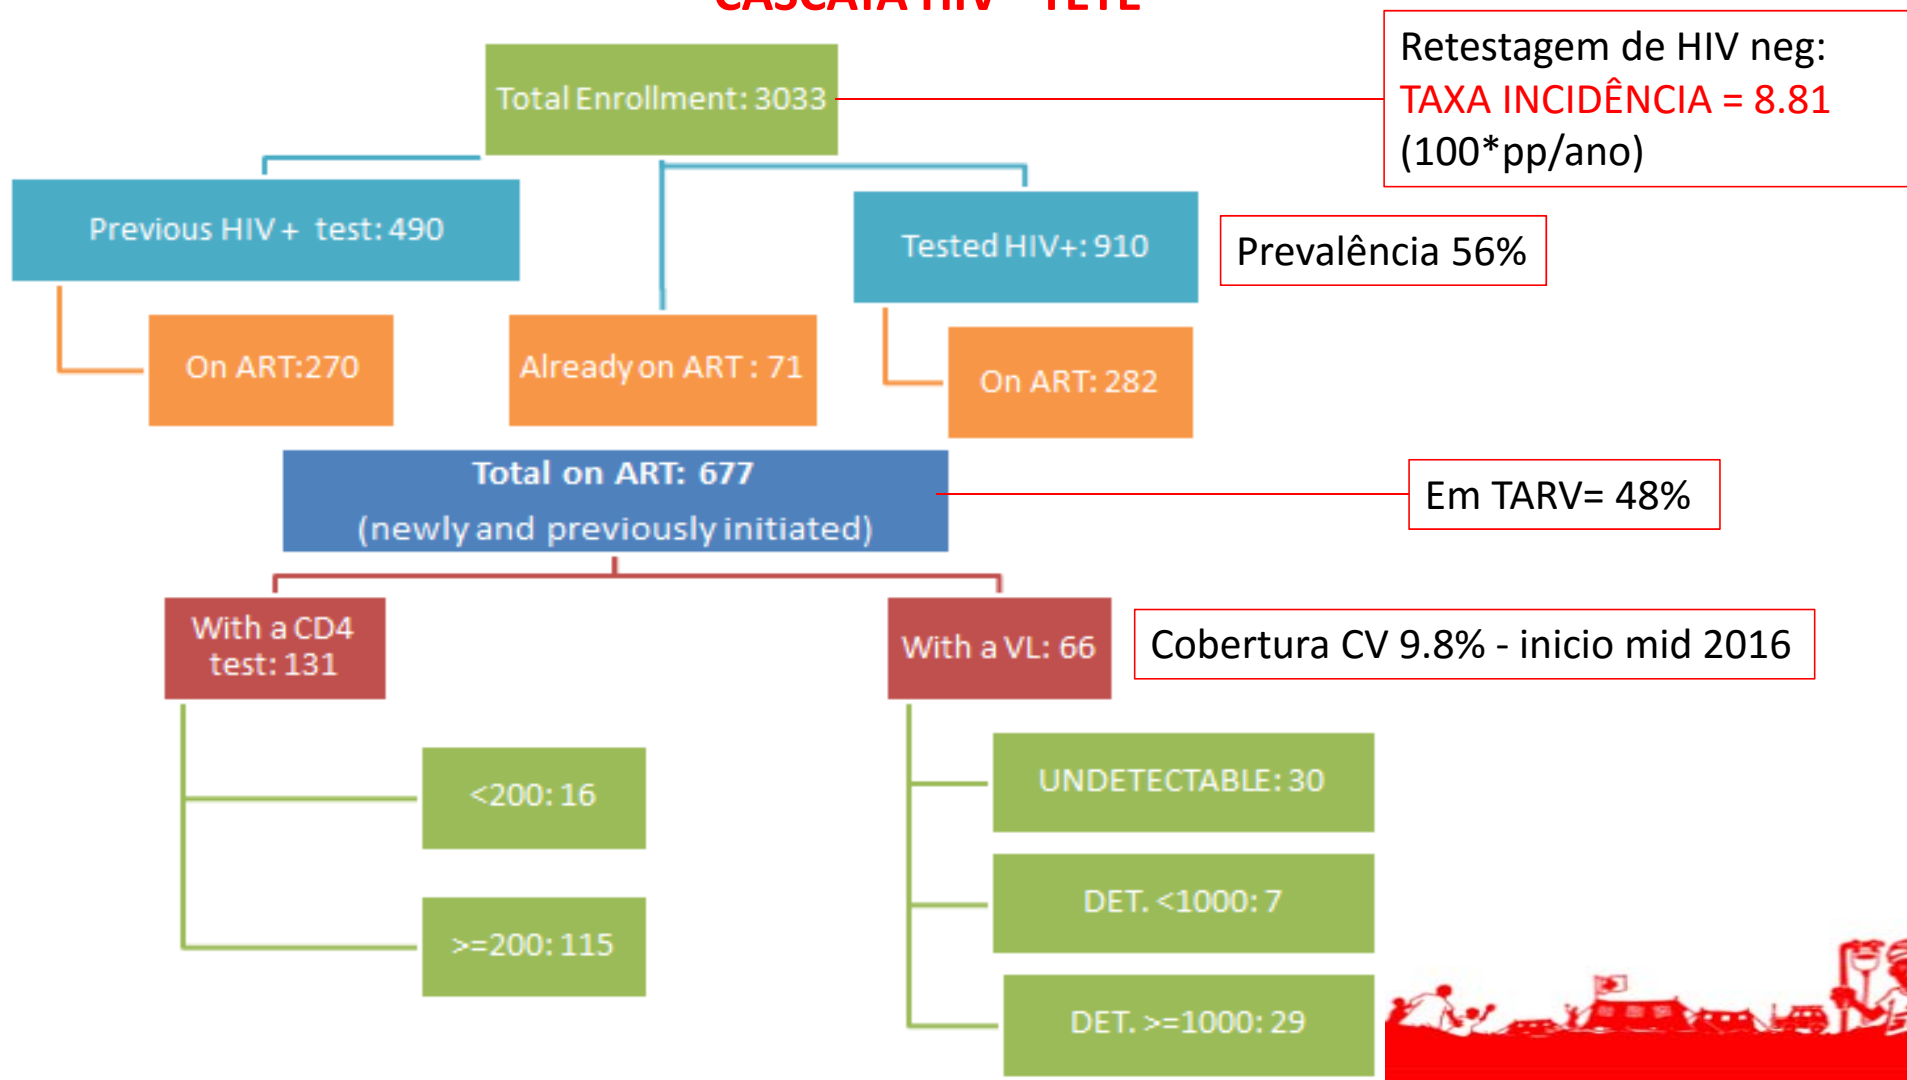 CASCATA HIV - TETE
Total Enrollment: 3033
Retestagem de HIV neg:
TAXA INCIDÊNCIA = 8.81
(100*pp/ano)
Previous HIV + test: 490
Tested HIV+: 910
Prevalência 56%
On ART:270
Already on ART : 71
On ART: 282
Total on ART: 677
(newly and previously initiated)
Em TARV= 48%
With a CD4
test: 131
With a VL: 66
Cobertura CV 9.8% - inicio mid 2016
<200: 16
>=200: 115
UNDETECTABLE: 30
DET. <1000: 7
DET. >=1000: 29